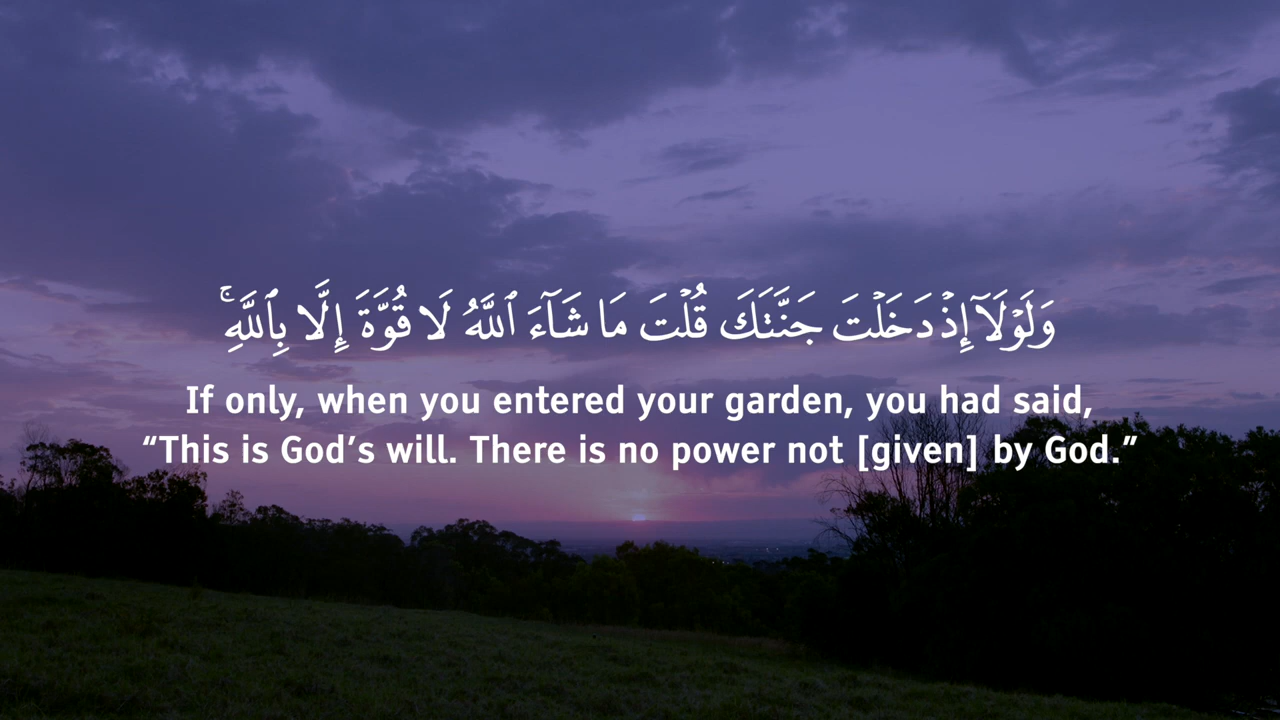 وَلَوْلَآ إِذْ دَخَلْتَ جَنَّتَكَ قُلْتَ مَا شَآءَ ٱللَّهُ لَا قُوَّةَ إِلَّا بِٱللَّهِ ۚ
If only, when you entered your garden, you had said,
“This is God’s will. There is no power not [given] by God.”